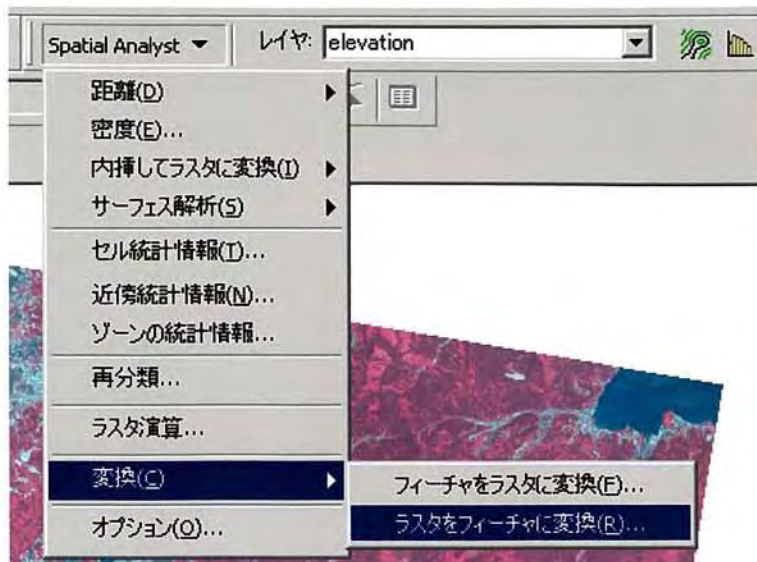 Spatial Analyst
レイヤ: elevation
距離(D)
密度(E)...
内挿してラスタに変換(I)
サーフェス解析(S)
セル統計情報(T)...
近傍統計情報(N)...
ゾーンの統計情報...
再分類...
ラスタ演算...
変換(C)
フィーチャをラスタに変換(F)...
ラスタをフィーチャに変換(R)...
オプション(O)...